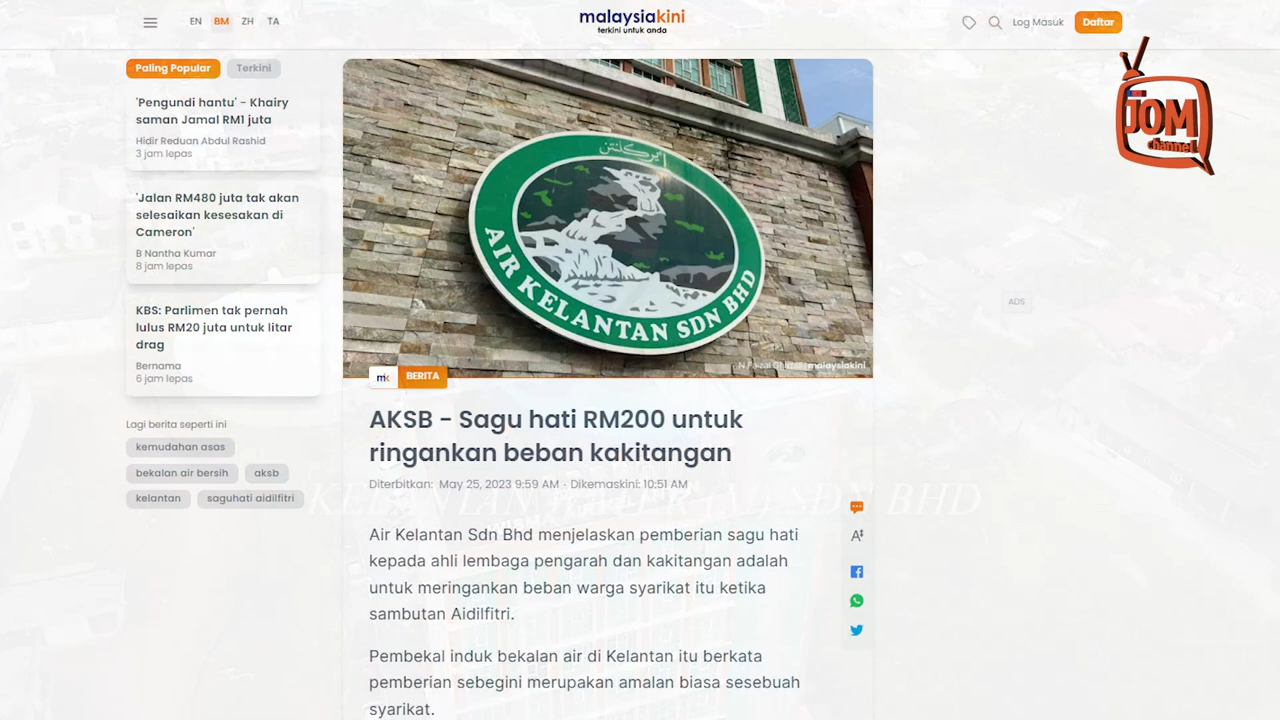 EN BM ZH TA
malaysiakini
terkini untuk anda
Log Masuk
Daftar
Paling Popular
Terkini
'Pengundi hantu' - Khairy
saman Jamal RM1 juta
Hidir Reduan Abdul Rashid
3 jam lepas
'Jalan RM480 juta tak akan
selesaikan kesesakan di
Cameron'
B Nantha Kumar
8 jam lepas
KBS: Parlimen tak pernah
lulus RM20 juta untuk litar
drag
Bernama
6 jam lepas
Lagi berita seperti ini
kemudahan asas
bekalan air bersih
aksb
kelantan
saguhati aidilfitri
اير كلنتن
AIR KELANTAN SDN BHD
malaysiakini
mk
BERITA
AKSB - Sagu hati RM200 untuk
ringankan beban kakitangan
Diterbitkan: May 25, 2023 9:59 AM · Dikemaskini: 10:51 AM
Air Kelantan Sdn Bhd menjelaskan pemberian sagu hati
kepada ahli lembaga pengarah dan kakitangan adalah
untuk meringankan beban warga syarikat itu ketika
sambutan Aidilfitri.
Pembekal induk bekalan air di Kelantan itu berkata
pemberian sebegini merupakan amalan biasa sesebuah
syarikat.
ADS
JOM
channel
SDN BHD